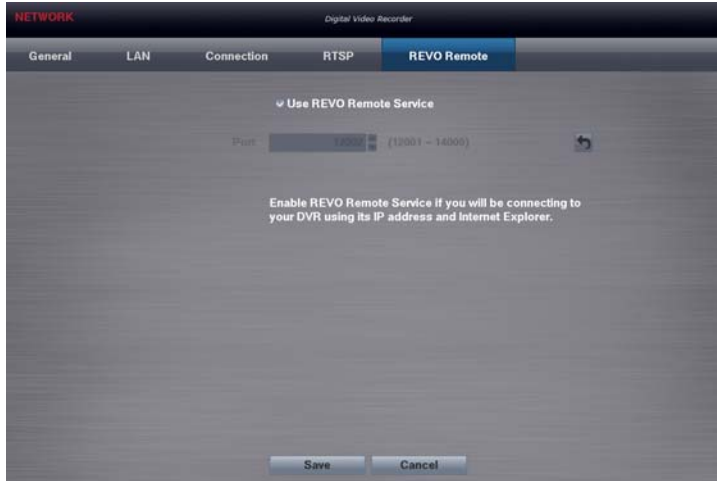 NETWORK
Digital Video Recorder
General LAN Connection RTSP REVO Remote
Use REVO Remote Service
Port (12001 ~ 14000)
Enable REVO Remote Service if you will be connecting to
your DVR using its IP address and Internet Explorer.
Save Cancel